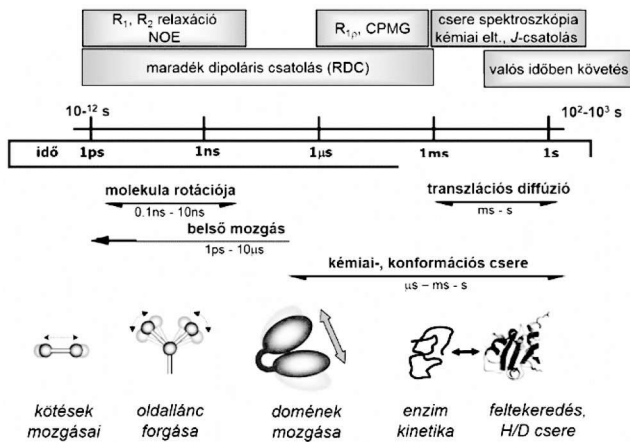 R1, R2 relaxáció
NOE
R1ρ, CPMG
csere spektroszkópia
kémiai elt., J-csatolás
maradék dipoláris csatolás (RDC)
valós időben követés
10-12 s
10²-10³ s
idő 1ps 1ns 1μs 1ms 1s
molekula rotációja
0.1ns - 10ns
transzlációs diffúzió
ms - s
belső mozgás
1ps - 10μs
kémiai-, konformációs csere
μs – ms - s
kötések
mozgásai
oldallánc
forgása
domének
mozgása
enzim
kinetika
feltekeredés,
H/D csere